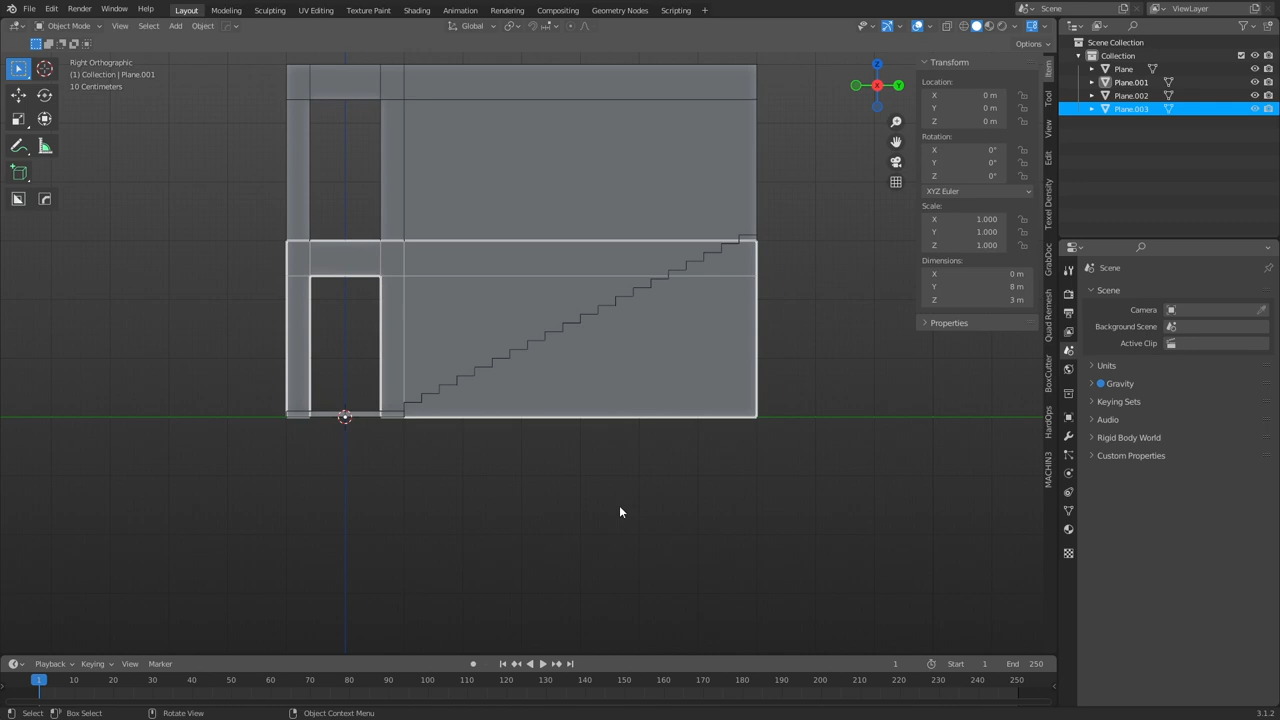 File Edit Render Window Help Layout Modeling Sculpting UV Editing Texture Paint Shading Animation Rendering Compositing Geometry Nodes Scripting + Scene ViewLayer
Object Mode View Select Add Object Global
Options
Right Orthographic
(1) Collection | Plane.001
10 Centimeters
Z
X
Y
Transform
Location:
X 0 m
Y 0 m
Z 0 m
Rotation:
X 0°
Y 0°
Z 0°
XYZ Euler
Scale:
X 1.000
Y 1.000
Z 1.000
Dimensions:
X 0 m
Y 8 m
Z 3 m
Properties
Item
Tool
View
Edit
Texel Density
GrabDoc
Quad Remesh
BoxCutter
HardOps
MACHIN3
Scene Collection
Collection
Plane
Plane.001
Plane.002
Plane.003
Scene
Scene
Camera
Background Scene
Active Clip
Units
Gravity
Keying Sets
Audio
Rigid Body World
Custom Properties
Playback Keying View Marker 1 Start 1 End 250
1 10 20 30 40 50 60 70 80 90 100 110 120 130 140 150 160 170 180 190 200 210 220 230 240 250
Select Box Select Rotate View Object Context Menu 3.1.2